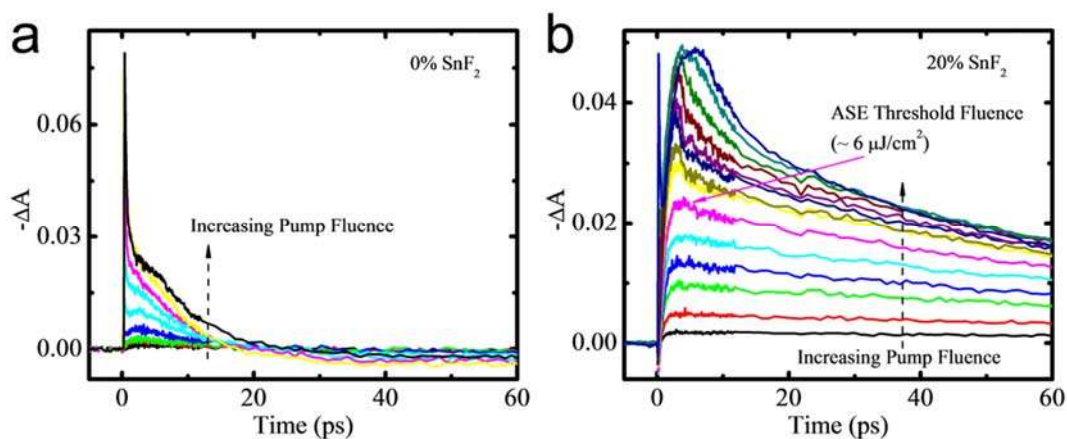 a
0% SnF2
-ΔA
0.06
0.03
0.00
Increasing Pump Fluence
0 20 40 60
Time (ps)
b
20% SnF2
ASE Threshold Fluence
(~ 6 μJ/cm2)
-ΔA
0.04
0.02
0.00
Increasing Pump Fluence
0 20 40 60
Time (ps)